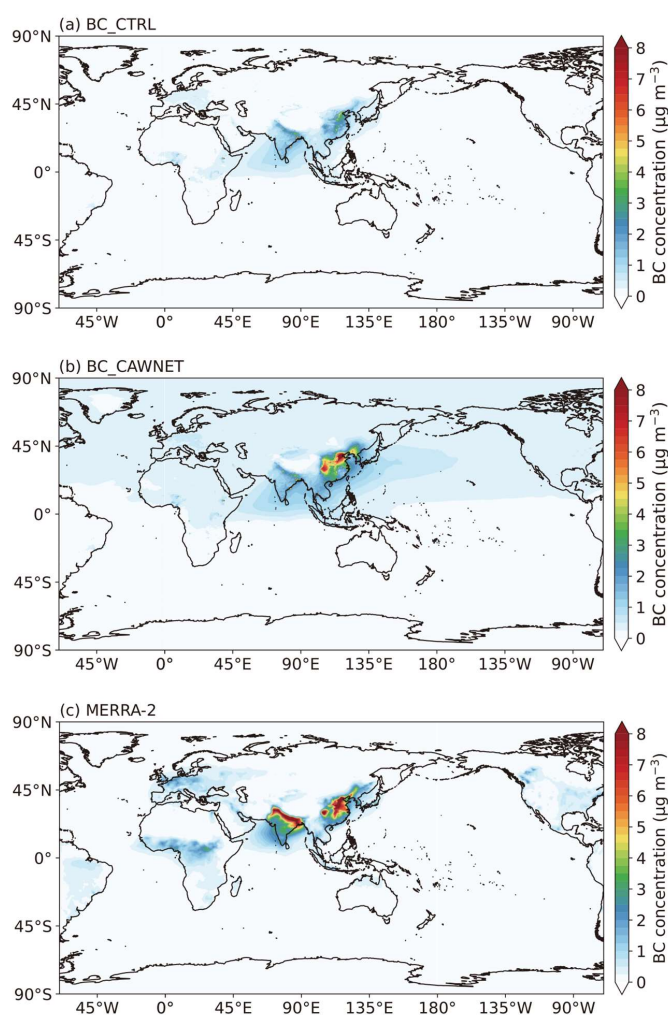 (a) BC_CTRL
90°N
45°N
0°
45°S
90°S
45°W 0° 45°E 90°E 135°E 180° 135°W 90°W
8
7
6
5
4
3
2
1
0
BC concentration (μg m⁻³)
(b) BC_CAWNET
90°N
45°N
0°
45°S
90°S
45°W 0° 45°E 90°E 135°E 180° 135°W 90°W
8
7
6
5
4
3
2
1
0
BC concentration (μg m⁻³)
(c) MERRA-2
90°N
45°N
0°
45°S
90°S
45°W 0° 45°E 90°E 135°E 180° 135°W 90°W
8
7
6
5
4
3
2
1
0
BC concentration (μg m⁻³)